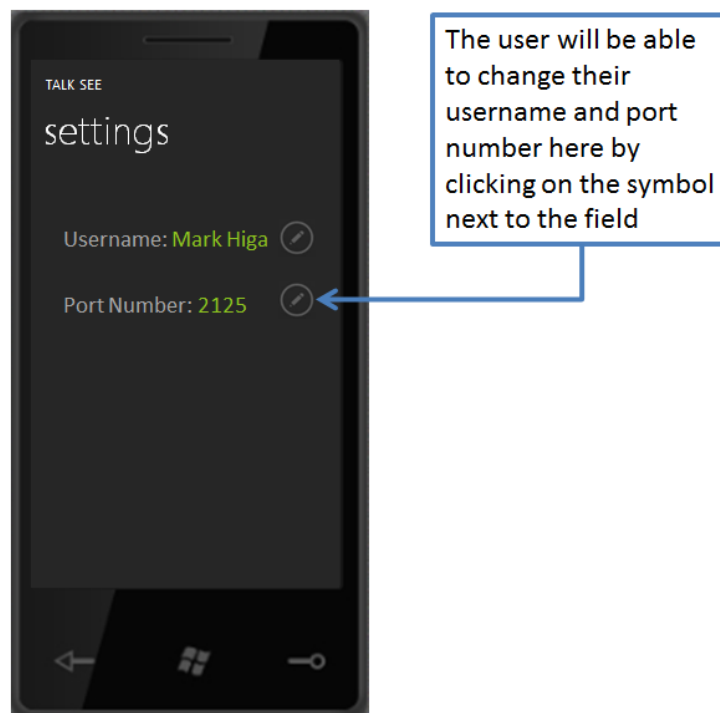 TALK SEE
settings
Username: Mark Higa
Port Number: 2125
The user will be able
to change their
username and port
number here by
clicking on the symbol
next to the field